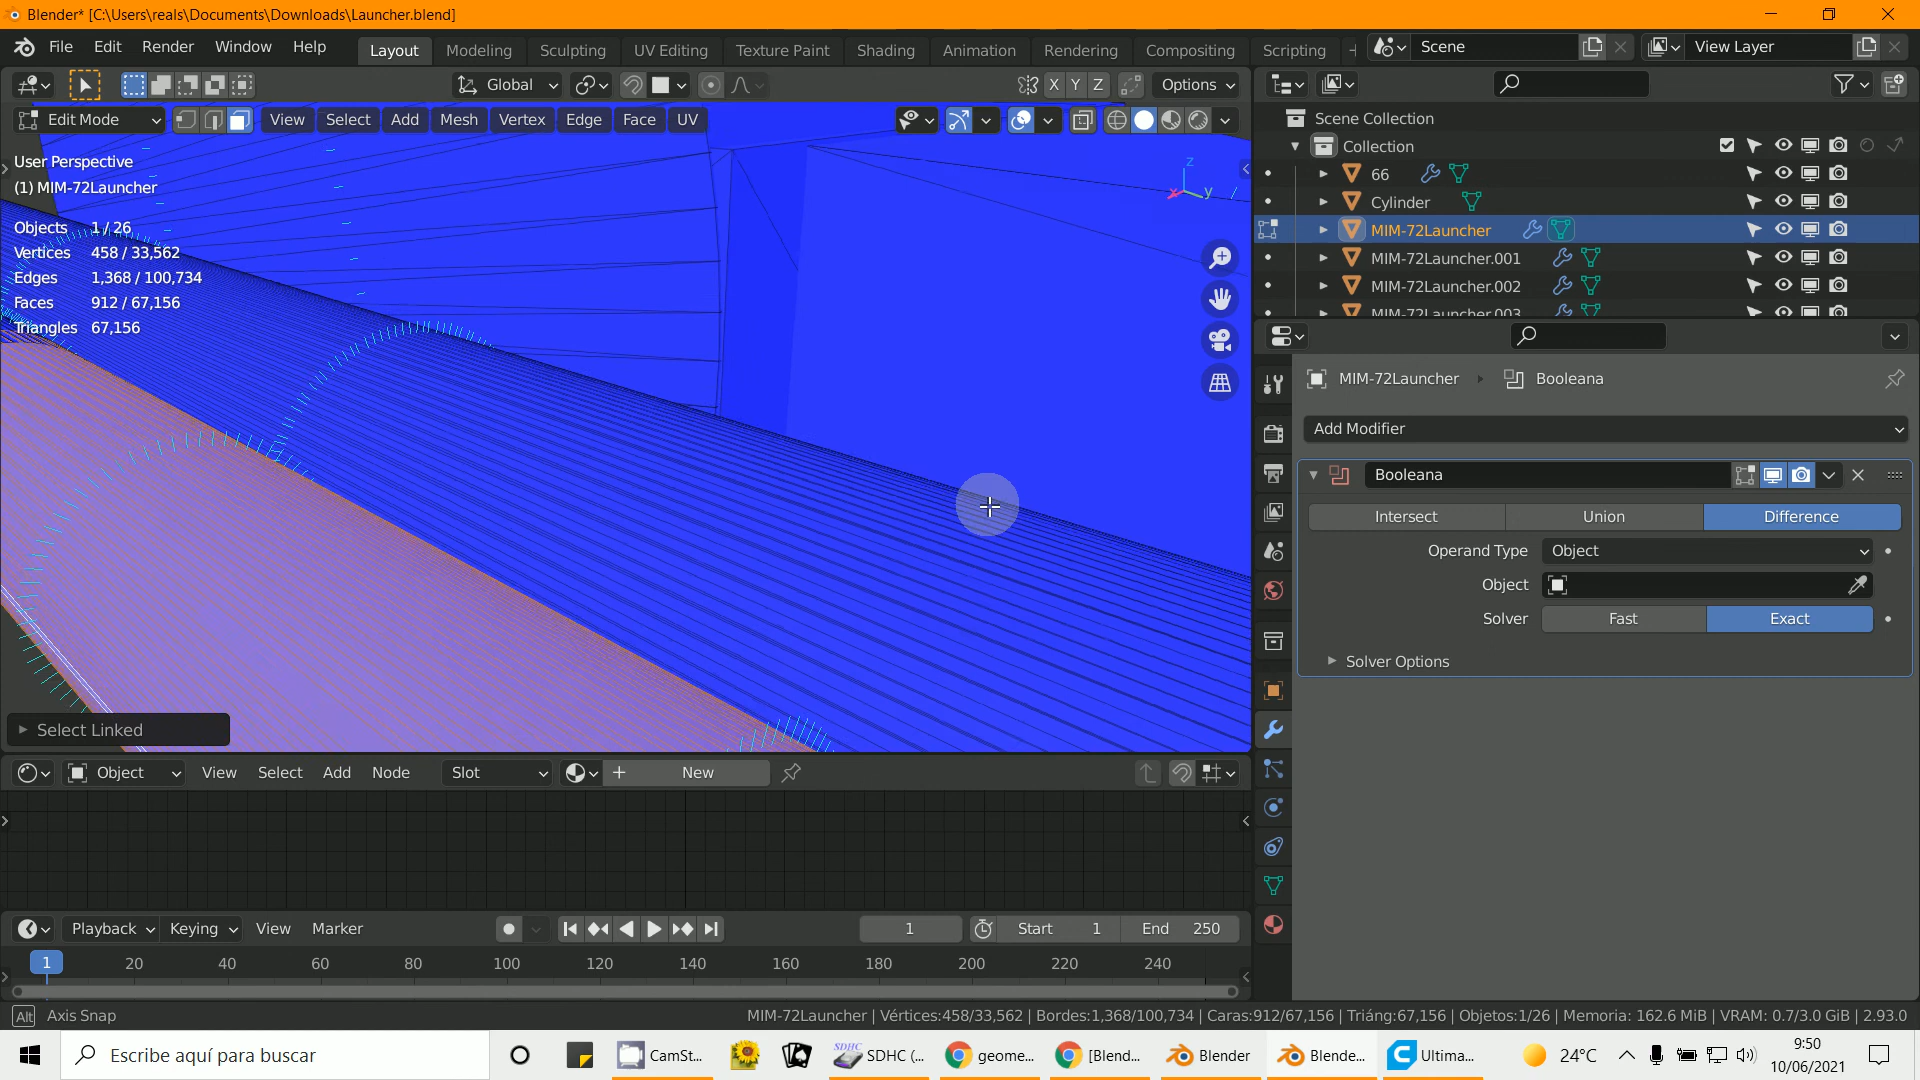 Blender* [C:\Users\reals\Documents\Downloads\Launcher.blend]
File Edit Render Window Help Layout Modeling Sculpting UV Editing Texture Paint Shading Animation Rendering Compositing Scripting Scene View Layer
Global X Y Z Options
Edit Mode View Select Add Mesh Vertex Edge Face UV
User Perspective
(1) MIM-72Launcher
Objects 1 / 26
Vertices 458 / 33,562
Edges 1,368 / 100,734
Faces 912 / 67,156
Triangles 67,156
Z
X Y
Select Linked
Scene Collection
Collection
66
Cylinder
MIM-72Launcher
MIM-72Launcher.001
MIM-72Launcher.002
MIM-72Launcher.003
MIM-72Launcher Booleana
Add Modifier
Booleana
Intersect Union Difference
Operand Type Object
Object
Solver Fast Exact
Solver Options
Object View Select Add Node Slot New
Playback Keying View Marker 1 Start 1 End 250
1 20 40 60 80 100 120 140 160 180 200 220 240
Alt Axis Snap MIM-72Launcher | Vértices:458/33,562 | Bordes:1,368/100,734 | Caras:912/67,156 | Triáng:67,156 | Objetos:1/26 | Memoria: 162.6 MiB | VRAM: 0.7/3.0 GiB | 2.93.0
Escribe aquí para buscar CamSt... SDHC (... geome... [Blend... Blender Blende... Ultima... 24°C 9:50
10/06/2021